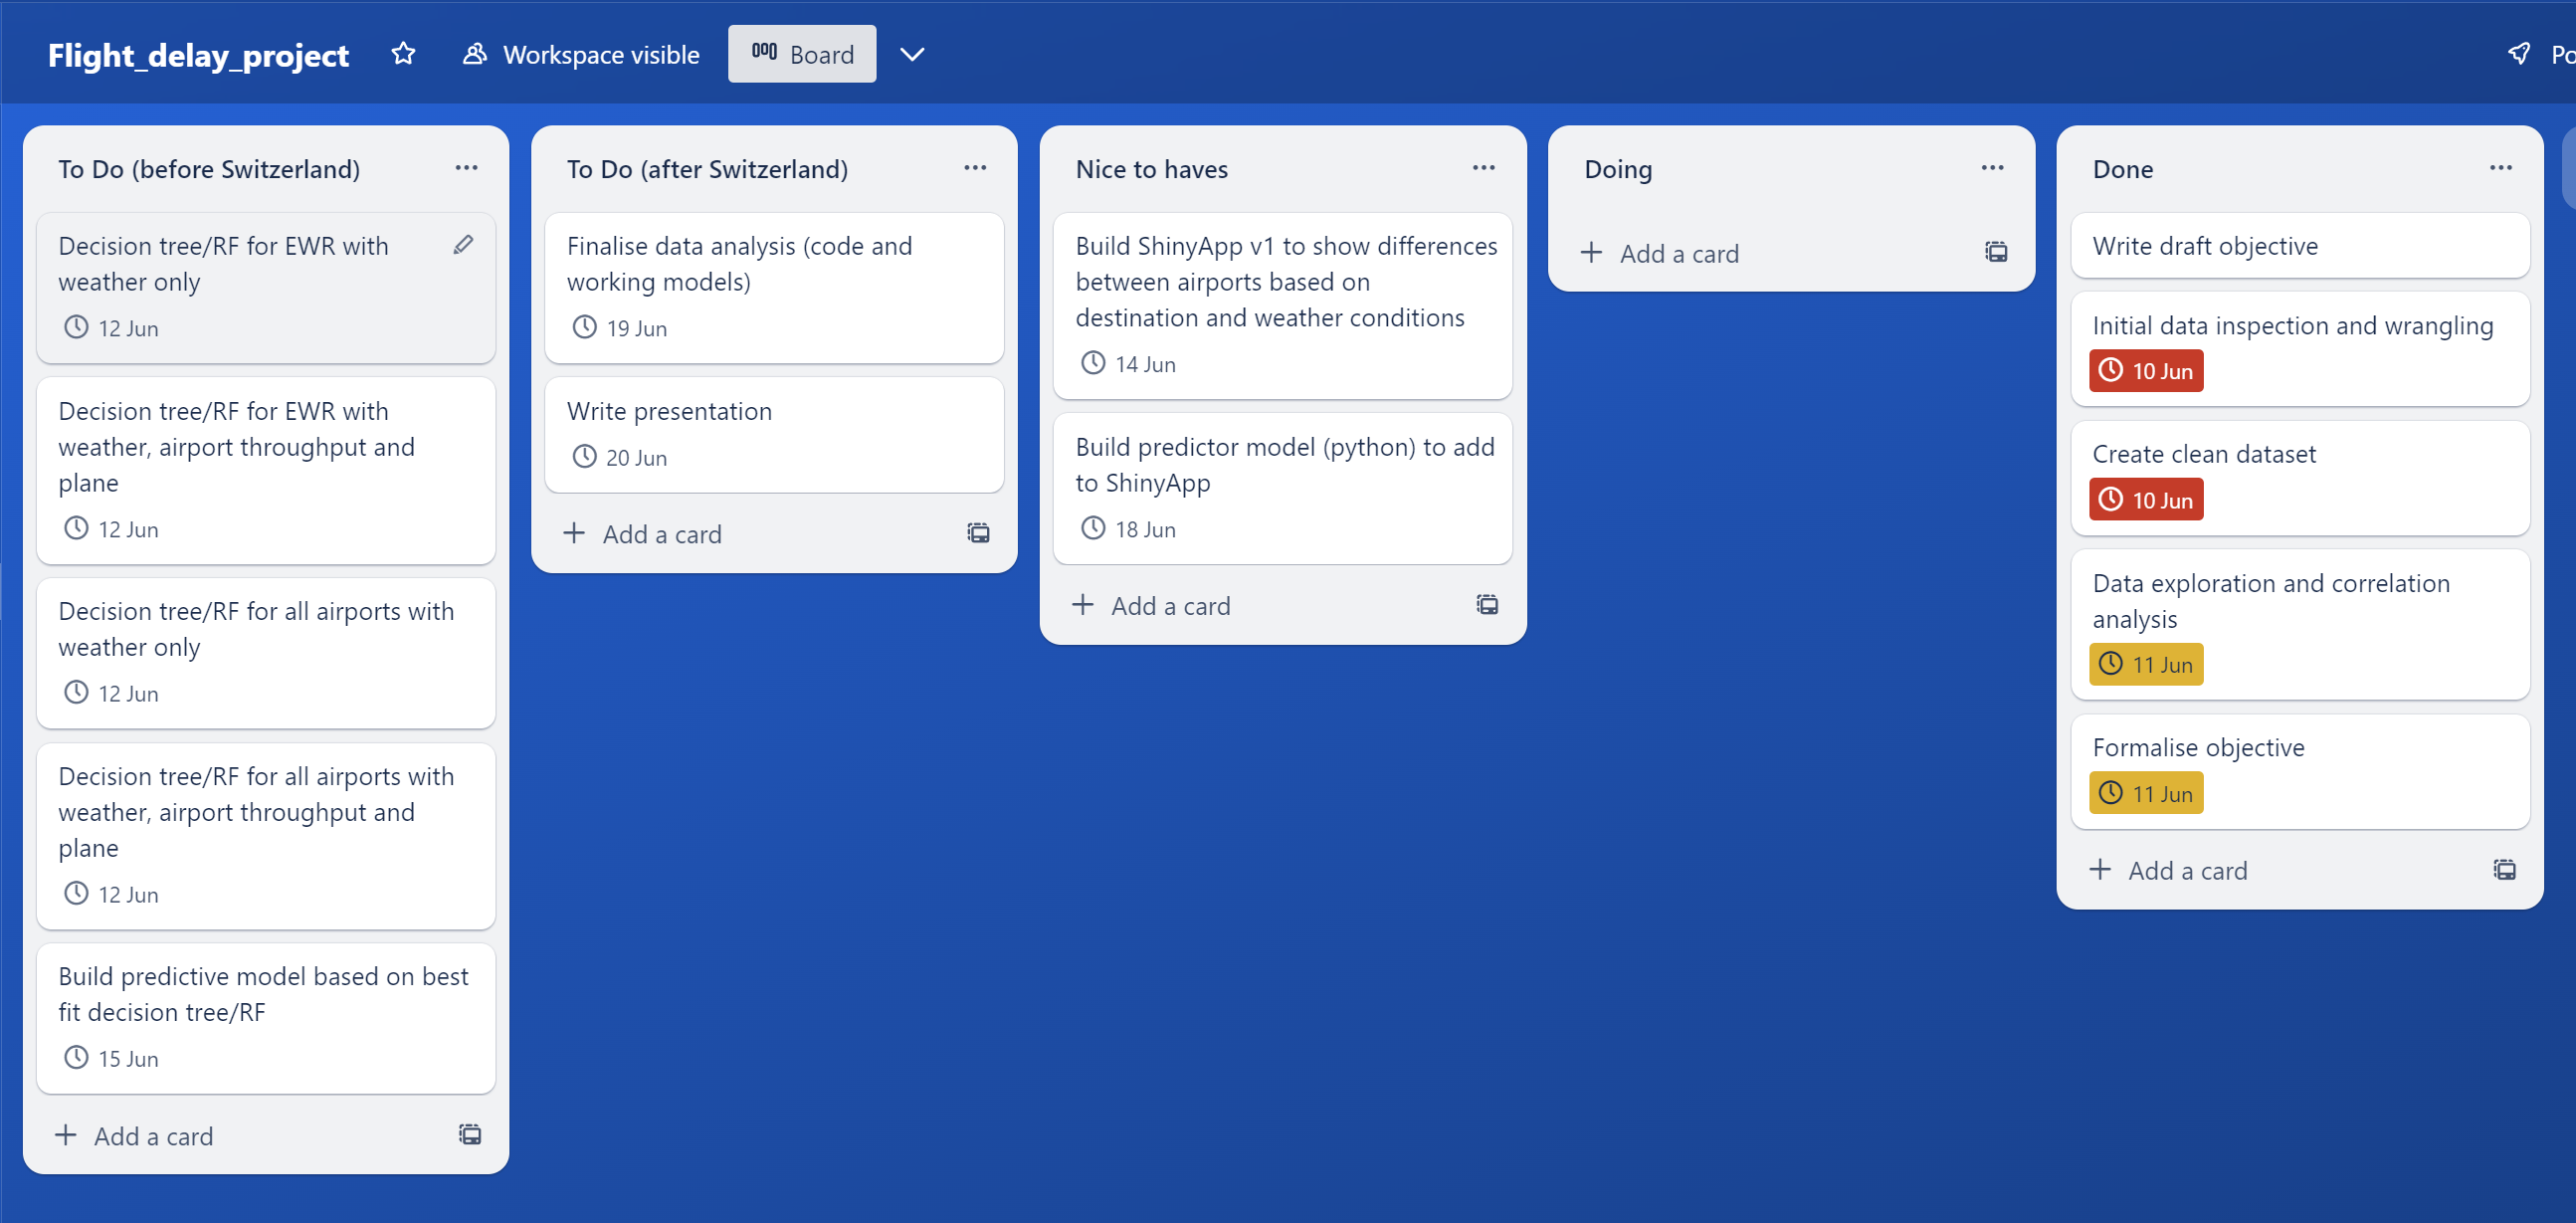 Flight_delay_project
Workspace visible
Board
Po
To Do (before Switzerland)
Decision tree/RF for EWR with
weather only
12 Jun
Decision tree/RF for EWR with
weather, airport throughput and
plane
12 Jun
Decision tree/RF for all airports with
weather only
12 Jun
Decision tree/RF for all airports with
weather, airport throughput and
plane
12 Jun
Build predictive model based on best
fit decision tree/RF
15 Jun
Add a card
To Do (after Switzerland)
Finalise data analysis (code and
working models)
19 Jun
Write presentation
20 Jun
Add a card
Nice to haves
Build ShinyApp v1 to show differences
between airports based on
destination and weather conditions
14 Jun
Build predictor model (python) to add
to ShinyApp
18 Jun
Add a card
Doing
Add a card
Done
Write draft objective
Initial data inspection and wrangling
10 Jun
Create clean dataset
10 Jun
Data exploration and correlation
analysis
11 Jun
Formalise objective
11 Jun
Add a card